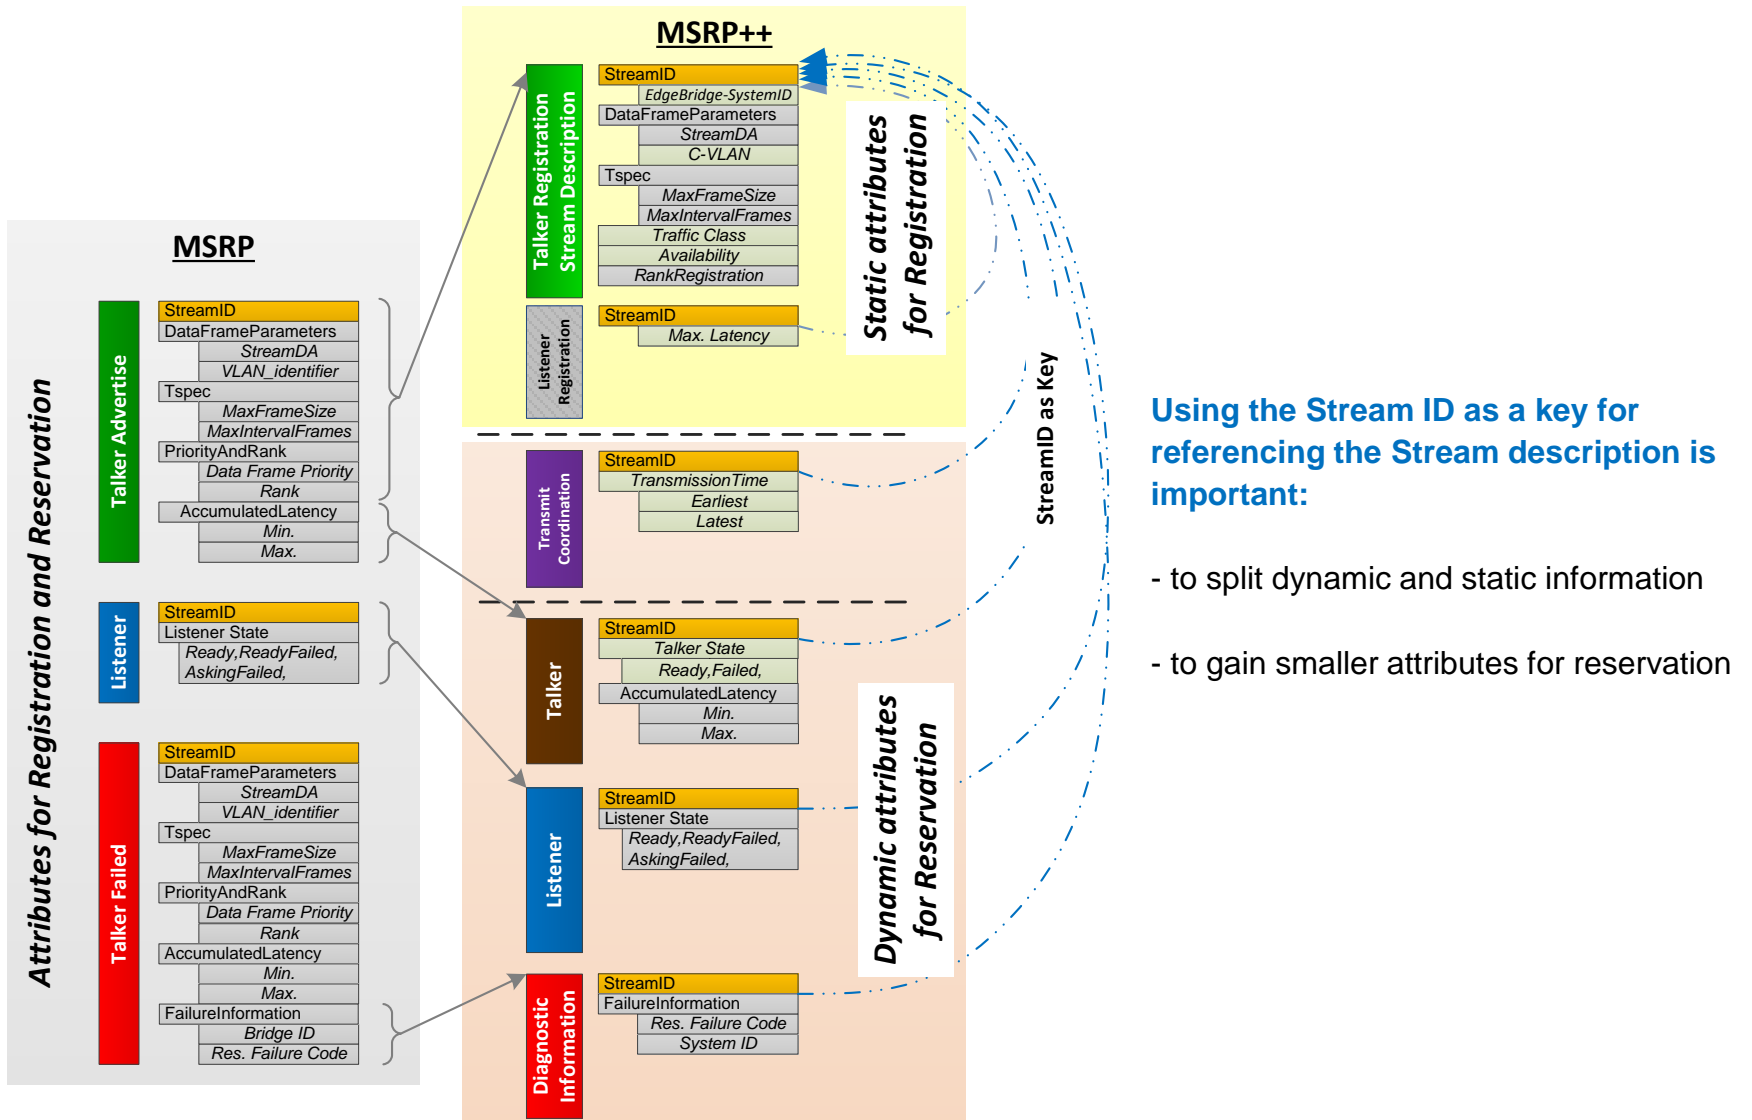 MSRP
Attributes for Registration and Reservation
Talker Advertise
StreamID
DataFrameParameters
StreamDA
VLAN_identifier
Tspec
MaxFrameSize
MaxIntervalFrames
PriorityAndRank
Data Frame Priority
Rank
AccumulatedLatency
Min.
Max.
Listener
StreamID
Listener State
Ready,ReadyFailed,
AskingFailed,
Talker Failed
StreamID
DataFrameParameters
StreamDA
VLAN_identifier
Tspec
MaxFrameSize
MaxIntervalFrames
PriorityAndRank
Data Frame Priority
Rank
AccumulatedLatency
Min.
Max.
FailureInformation
Bridge ID
Res. Failure Code
MSRP++
Talker Registration
Stream Description
StreamID
EdgeBridge-SystemID
DataFrameParameters
StreamDA
C-VLAN
Tspec
MaxFrameSize
MaxIntervalFrames
Traffic Class
Availability
RankRegistration
Listener
Registration
StreamID
Max. Latency
Static attributes
for Registration
Transmit
Coordination
StreamID
TransmissionTime
Earliest
Latest
Talker
StreamID
Talker State
Ready,Failed,
AccumulatedLatency
Min.
Max.
Listener
StreamID
Listener State
Ready,ReadyFailed,
AskingFailed,
Diagnostic
Information
StreamID
FailureInformation
Res. Failure Code
System ID
Dynamic attributes
for Reservation
StreamID as Key
Using the Stream ID as a key for
referencing the Stream description is
important:
- to split dynamic and static information
- to gain smaller attributes for reservation